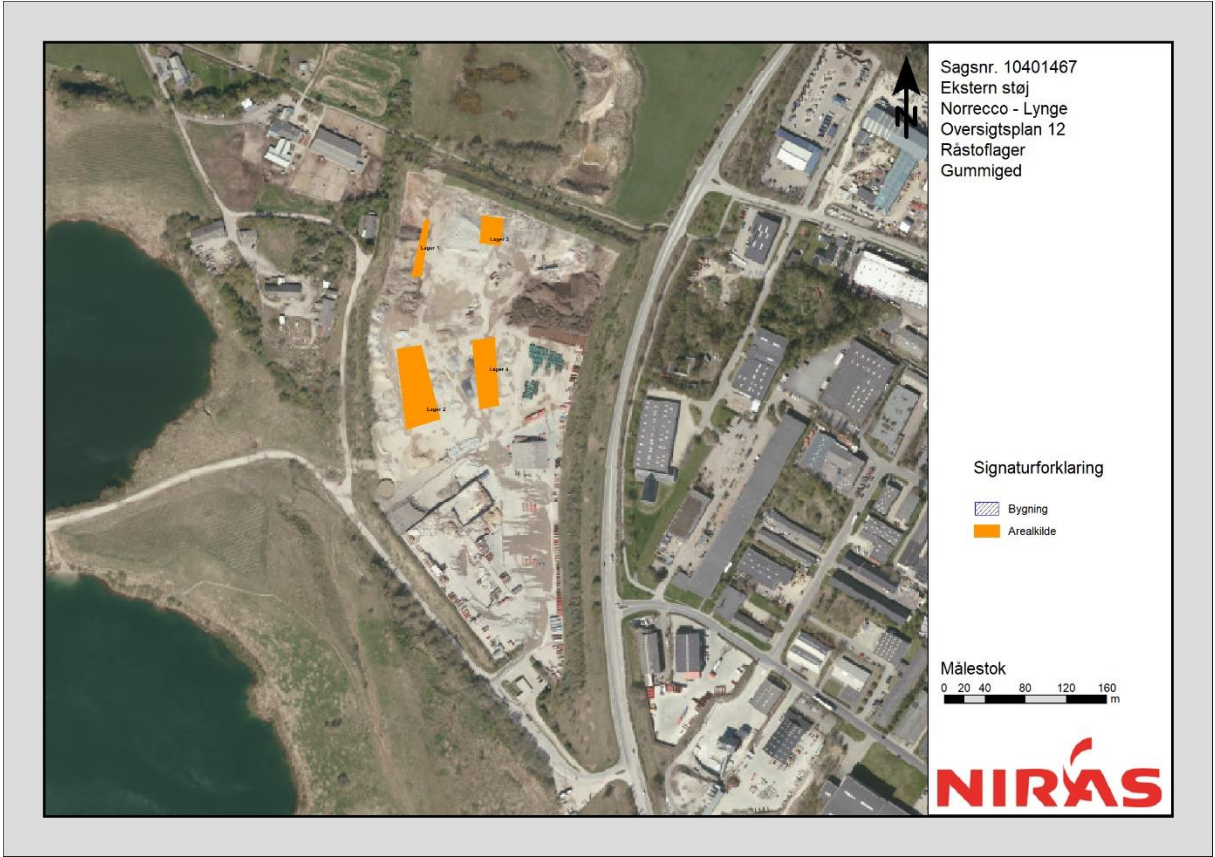 Sagsnr. 10401467
Ekstern støj
Norrecco - Lynge
Oversigtsplan 12
Råstoflager
Gummiged
N
Lager 1
Lager 3
Lager 4
Lager 2
Signaturforklaring
Bygning
Arealkilde
Målestok
0 20 40 80 120 160
m
NIRAS